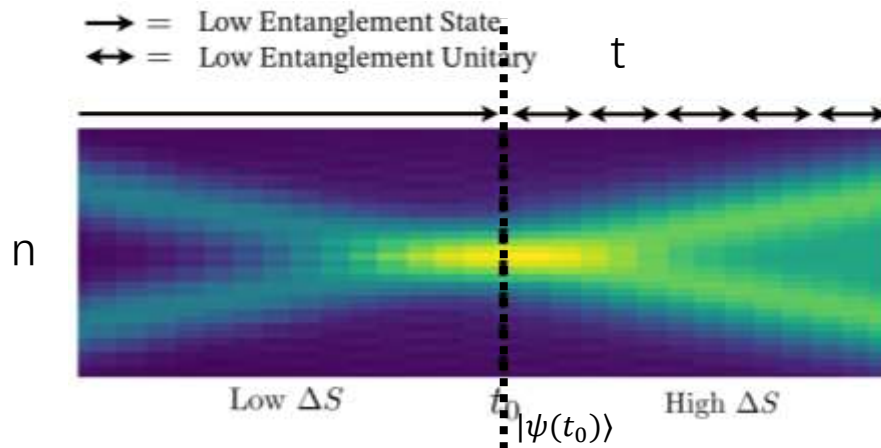 → = Low Entanglement State
↔ = Low Entanglement Unitary
t
n
Low ΔS
t₀
High ΔS
|ψ(t₀)⟩